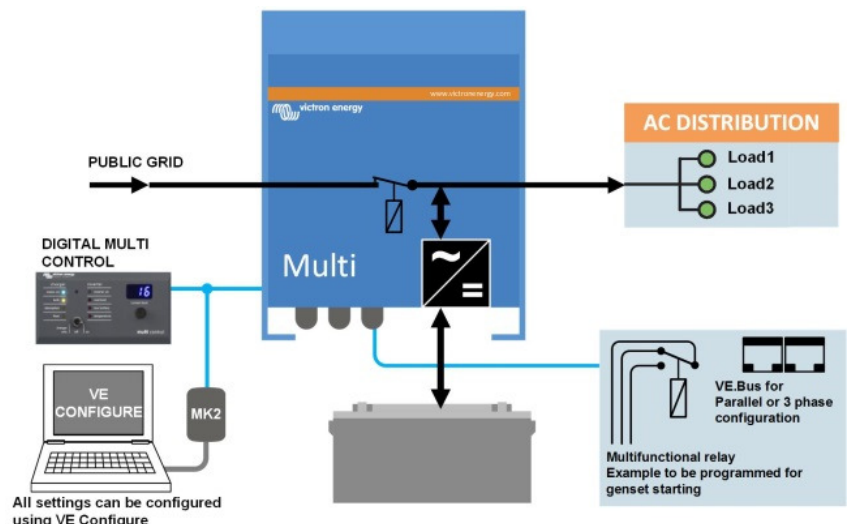 www.victronenergy.com
victron energy
AC DISTRIBUTION
PUBLIC GRID
Load1
Load2
Load3
DIGITAL MULTI
CONTROL
Multi
victron energy
16
multi control
VE
CONFIGURE
MK2
VE.Bus for
Parallel or 3 phase
configuration
Multifunctional relay
Example to be programmed for
genset starting
All settings can be configured
using VE Configure